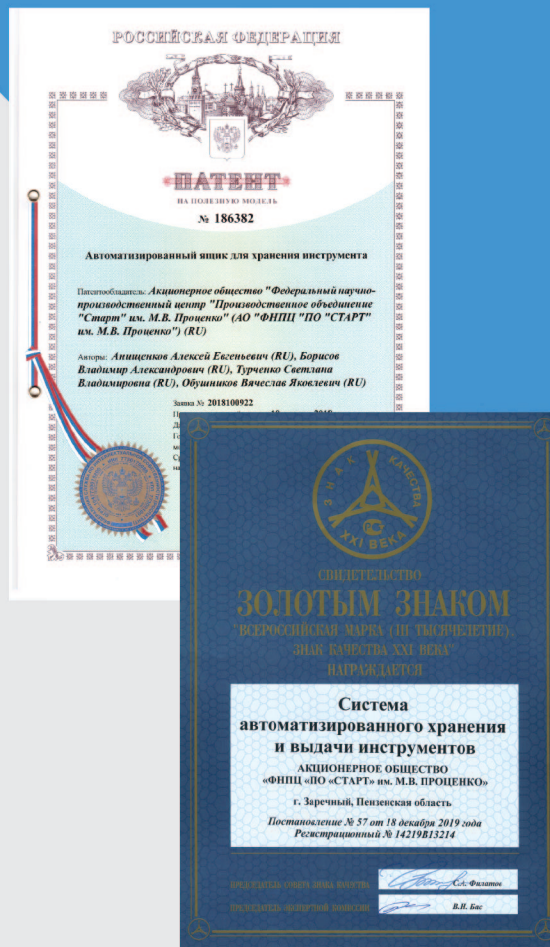 РОССИЙСКАЯ ФЕДЕРАЦИЯ
ПАТЕНТ
НА ПОЛЕЗНУЮ МОДЕЛЬ
№ 186382
Автоматизированный ящик для хранения инструмента
Патентообладатель: Акционерное общество "Федеральный научно-
производственный центр "Производственное объединение
"Старт" им. М.В. Проценко" (АО "ФНПЦ "ПО "СТАРТ"
им. М.В. Проценко") (RU)
Авторы: Анищенков Алексей Евгеньевич (RU), Борисов
Владимир Александрович (RU), Турченко Светлана
Владимировна (RU), Обушников Вячеслав Яковлевич (RU)
Заявка № 2018100922
ЗНАК КАЧЕСТВА
XXI ВЕКА
СВИДЕТЕЛЬСТВО
ЗОЛОТЫМ ЗНАКОМ
"ВСЕРОССИЙСКАЯ МАРКА (III ТЫСЯЧЕЛЕТИЕ).
ЗНАК КАЧЕСТВА XXI ВЕКА"
НАГРАЖДАЕТСЯ
Система
автоматизированного хранения
и выдачи инструментов
АКЦИОНЕРНОЕ ОБЩЕСТВО
«ФНПЦ «ПО «СТАРТ» им. М.В. ПРОЦЕНКО»
г. Заречный, Пензенская область
Постановление № 57 от 18 декабря 2019 года
Регистрационный № 14219В13214
ПРЕДСЕДАТЕЛЬ СОВЕТА ЗНАКА КАЧЕСТВА С.А. Филатов
ПРЕДСЕДАТЕЛЬ ЭКСПЕРТНОЙ КОМИССИИ В.Н. Бас